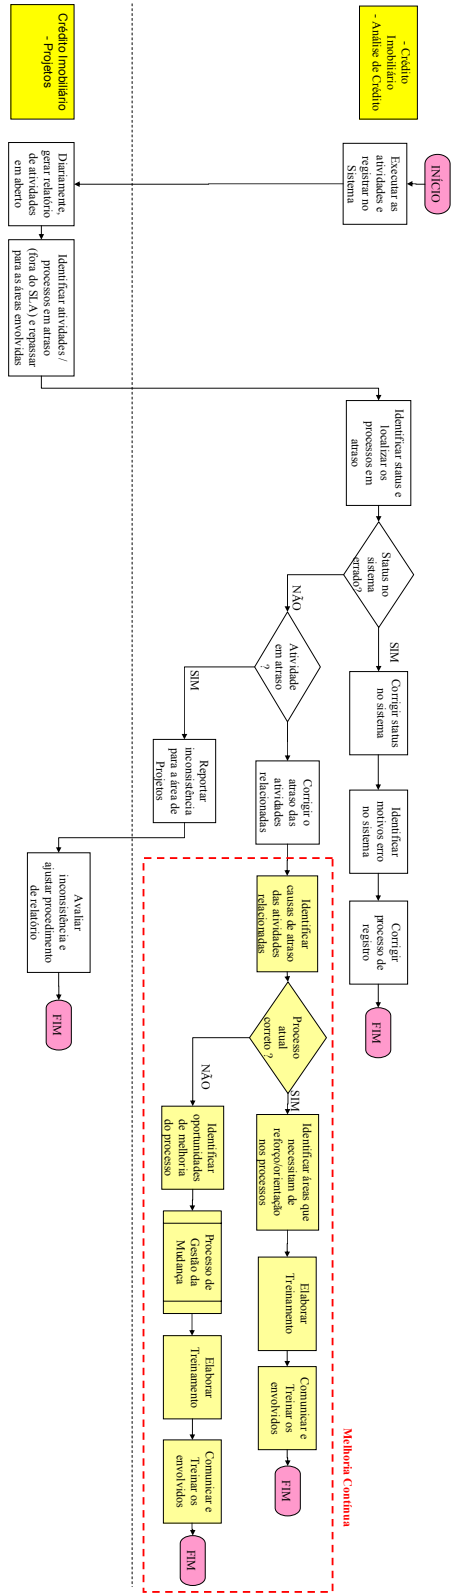 - Crédito
Imobiliário
- Análise de Crédito
Crédito Imobiliário
- Projetos
INÍCIO
Executar as
atividades e
registrar no
Sistema
Diariamente,
gerar relatório
de atividades
em aberto
Identificar atividades /
processos em atraso
(fora do SLA) e repassar
para as áreas envolvidas
Identificar status e
localizar os
processos em
atraso
Status no
sistema
errado?
SIM
NÃO
Corrigir status
no sistema
Identificar
motivos erro
no sistema
Corrigir
processo de
registro
FIM
Atividade
em atraso
?
SIM
Corrigir o
atraso das
atividades
relacionadas
Reportar
inconsistência
para a área de
Projetos
Avaliar
inconsistência e
ajustar procedimento
de relatório
FIM
Identificar
causas de atraso
das atividades
relacionadas
Processo
atual
correto ?
SIM
NÃO
Identificar áreas que
necessitam de
reforço/orientação
nos processos
Elaborar
Treinamento
Comunicar e
Treinar os
envolvidos
FIM
Identificar
oportunidades
de melhoria
do processo
Processo de
Gestão da
Mudança
Elaborar
Treinamento
Comunicar e
Treinar os
envolvidos
FIM
Melhoria Contínua